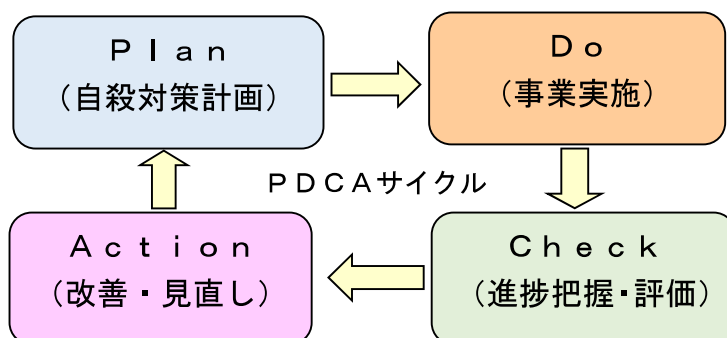 Ｐｌａｎ
（自殺対策計画）
Ｄｏ
（事業実施）
ＰＤＣＡサイクル
Ａｃｔｉｏｎ
（改善・見直し）
Ｃｈｅｃｋ
（進捗把握・評価）